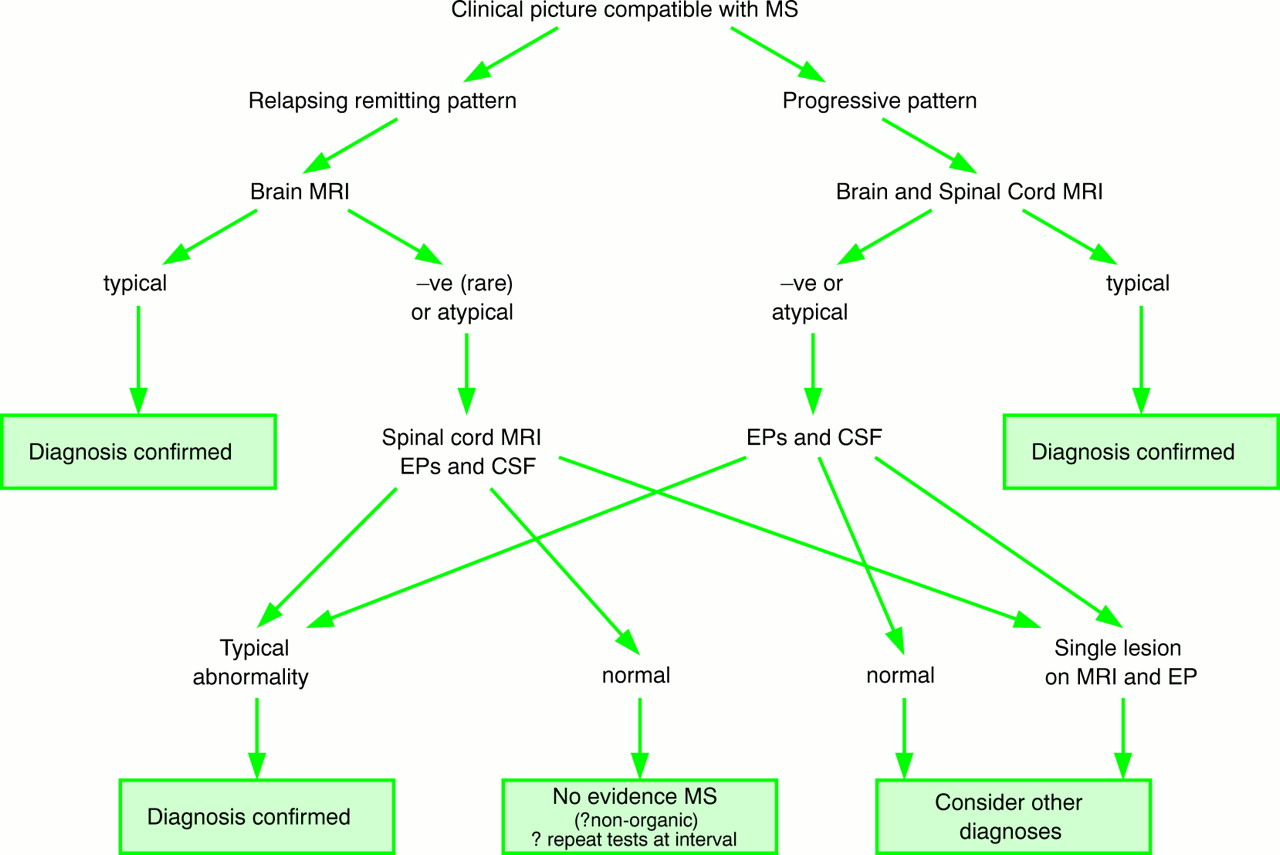 Clinical picture compatible with MS
Relapsing remitting pattern
Progressive pattern
Brain MRI
Brain and Spinal Cord MRI
typical
–ve (rare)
or atypical
–ve or
atypical
typical
Diagnosis confirmed
Spinal cord MRI
EPs and CSF
EPs and CSF
Diagnosis confirmed
Typical
abnormality
normal
normal
Single lesion
on MRI and EP
Diagnosis confirmed
No evidence MS
(?non-organic)
? repeat tests at interval
Consider other
diagnoses